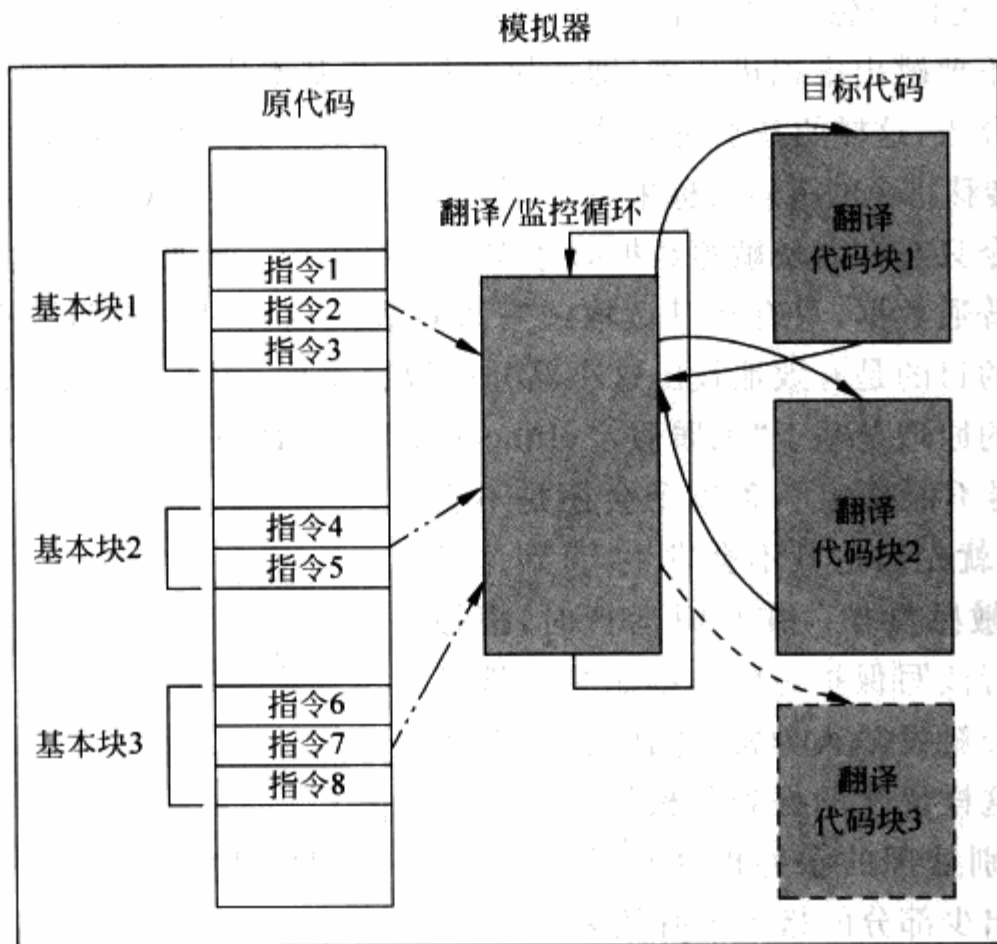 模拟器
原代码
目标代码
翻译/监控循环
基本块1
指令1
指令2
指令3
基本块2
指令4
指令5
基本块3
指令6
指令7
指令8
翻译
代码块1
翻译
代码块2
翻译
代码块3